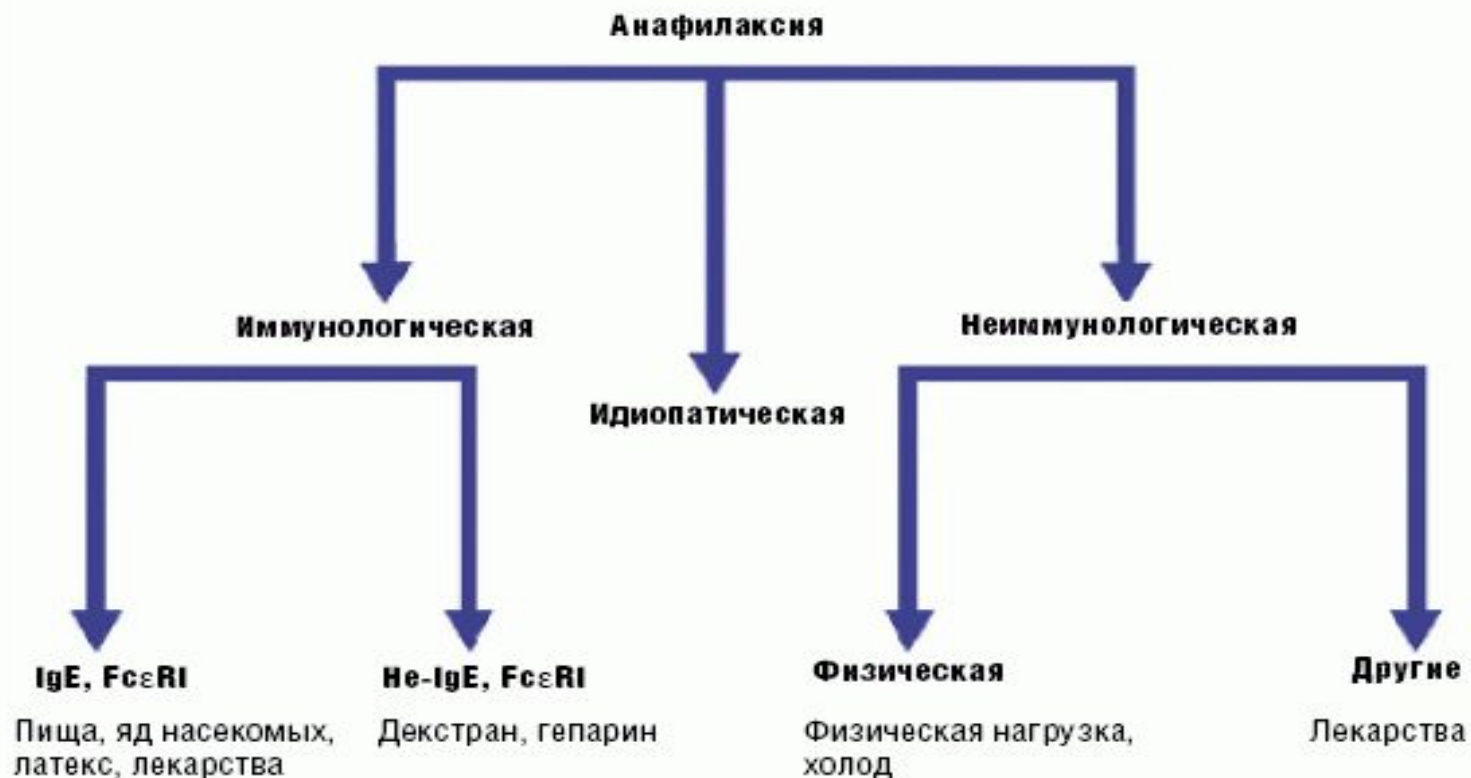 Анафилаксия
Иммунологическая
Неиммунологическая
Идиопатическая
IgE, FcεRI
Не-IgE, FcεRI
Физическая
Другие
Пища, яд насекомых,
латекс, лекарства
Декстран, гепарин
Физическая нагрузка,
холод
Лекарства